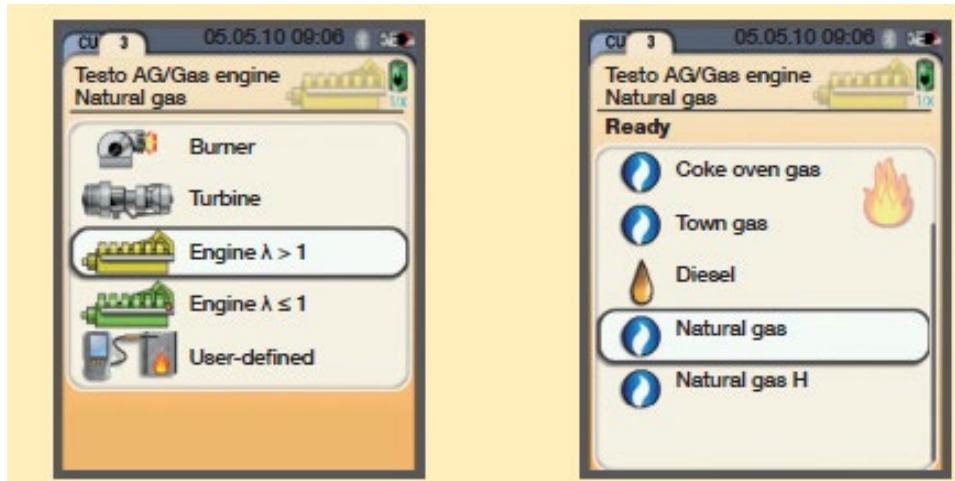 CU 3 05.05.10 09:06
Testo AG/Gas engine
Natural gas
1/x
Burner
Turbine
Engine λ > 1
Engine λ ≤ 1
User-defined
CU 3 05.05.10 09:06
Testo AG/Gas engine
Natural gas
1/x
Ready
Coke oven gas
Town gas
Diesel
Natural gas
Natural gas H